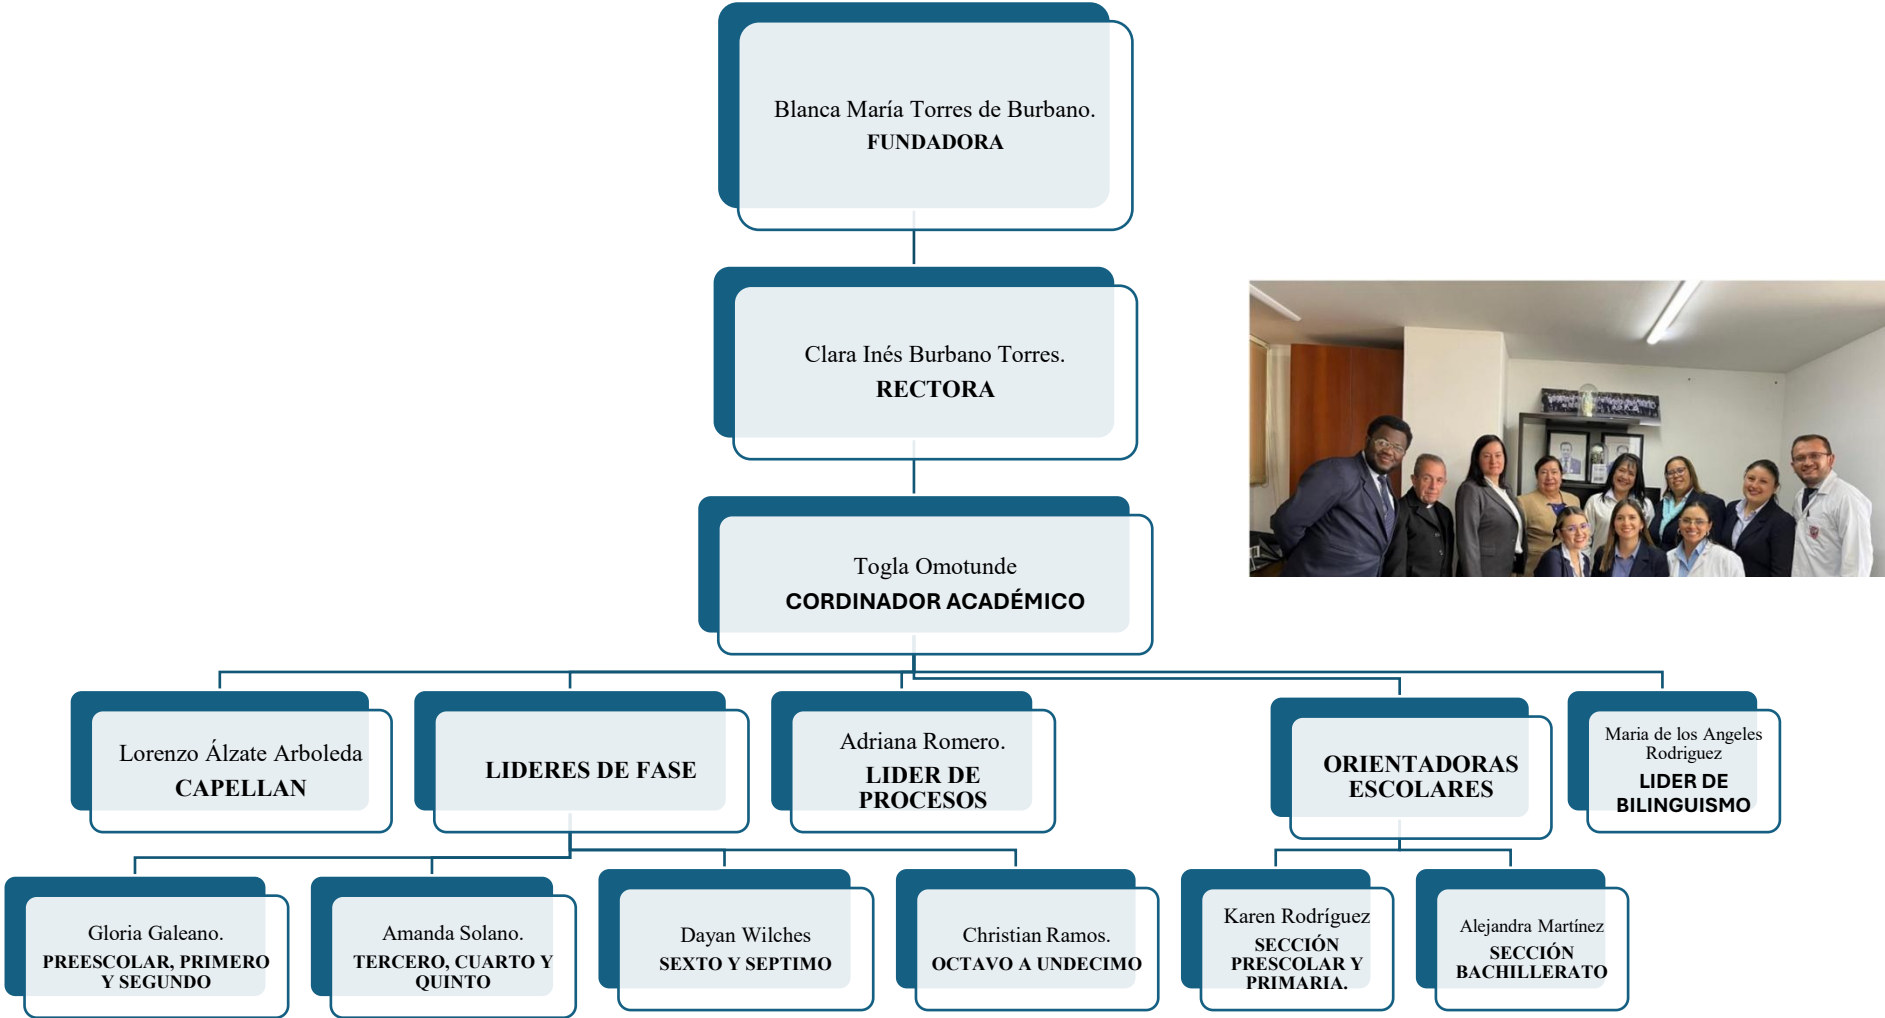 Blanca María Torres de Burbano.
FUNDADORA
Clara Inés Burbano Torres.
RECTORA
Togla Omotunde
CORDINADOR ACADÉMICO
Lorenzo Álzate Arboleda
CAPELLAN
LIDERES DE FASE
Adriana Romero.
LIDER DE
PROCESOS
ORIENTADORAS
ESCOLARES
Maria de los Angeles
Rodriguez
LIDER DE
BILINGUISMO
Gloria Galeano.
PREESCOLAR, PRIMERO
Y SEGUNDO
Amanda Solano.
TERCERO, CUARTO Y
QUINTO
Dayan Wilches
SEXTO Y SEPTIMO
Christian Ramos.
OCTAVO A UNDECIMO
Karen Rodríguez
SECCIÓN
PRESCOLAR Y
PRIMARIA.
Alejandra Martínez
SECCIÓN
BACHILLERATO